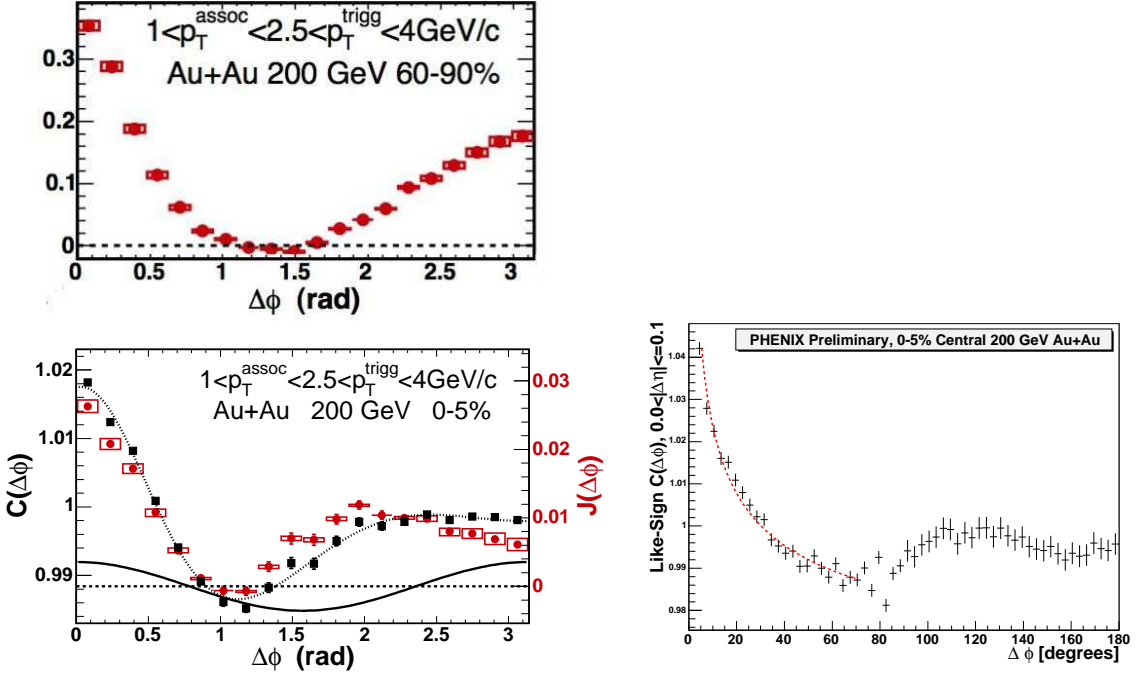 1<p_T^assoc <2.5<p_T^trigg <4GeV/c
Au+Au 200 GeV 60-90%
0.3
0.2
0.1
0
0 0.5 1 1.5 2 2.5 3
Δϕ (rad)
1<p_T^assoc <2.5<p_T^trigg <4GeV/c
Au+Au 200 GeV 0-5%
C(Δϕ)
1.02
1.01
1
0.99
0 0.5 1 1.5 2 2.5 3
Δϕ (rad)
0.03
0.02
0.01
0
J(Δϕ)
PHENIX Preliminary, 0-5% Central 200 GeV Au+Au
Like-Sign C(Δϕ), 0.0<|Δη|<=0.1
1.04
1.03
1.02
1.01
1
0.99
0.98
0 20 40 60 80 100 120 140 160 180
Δ ϕ [degrees]